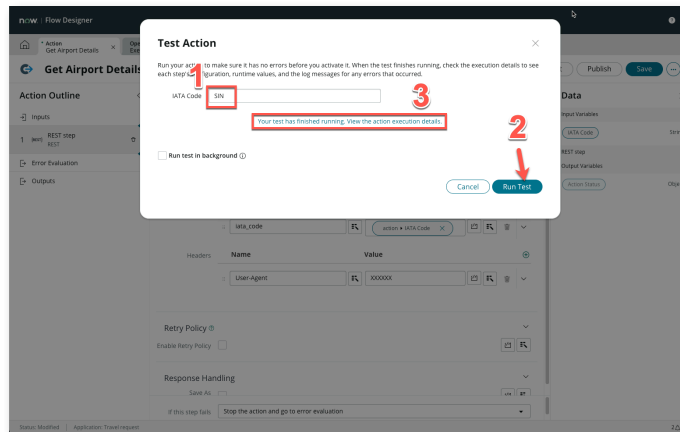 now. Flow Designer
* Action
Get Airport Details
Ope
Exe
Get Airport Details
Publish
Save
Action Outline
Inputs
1
REST step
REST
Error Evaluation
Outputs
Test Action
Run your action to make sure it has no errors before you activate it. When the test finishes running, check the execution details to see
each step's configuration, runtime values, and the log messages for any errors that occurred.
1
IATA Code
SIN
3
Your test has finished running. View the action execution details.
2
Run test in background
Cancel
Run Test
iata_code
action ▸ IATA Code
Headers
Name
Value
User-Agent
XXXXXX
Retry Policy
Enable Retry Policy
Response Handling
Save As
If this step fails
Stop the action and go to error evaluation
Data
Input Variables
IATA Code
Strin
REST step
Output Variables
Action Status
Obje
Status: Modified
Application: Travel request